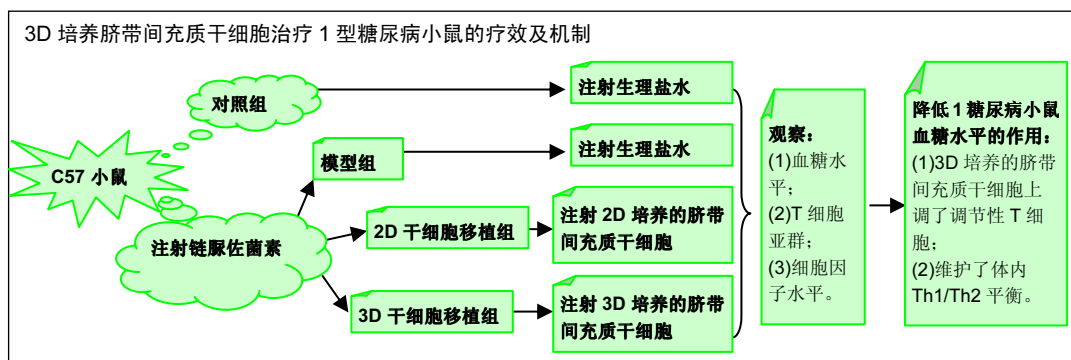 3D 培养脐带间充质干细胞治疗 1 型糖尿病小鼠的疗效及机制
对照组
注射生理盐水
C57 小鼠
模型组
注射生理盐水
注射链脲佐菌素
2D 干细胞移植组
注射 2D 培养的脐带
间充质干细胞
3D 干细胞移植组
注射 3D 培养的脐带
间充质干细胞
观察：
(1)血糖水
平；
(2)T 细胞
亚群；
(3)细胞因
子水平。
降低 1 糖尿病小鼠
血糖水平的作用：
(1)3D 培养的脐带
间充质干细胞上
调了调节性 T 细
胞；
(2)维护了体内
Th1/Th2 平衡。